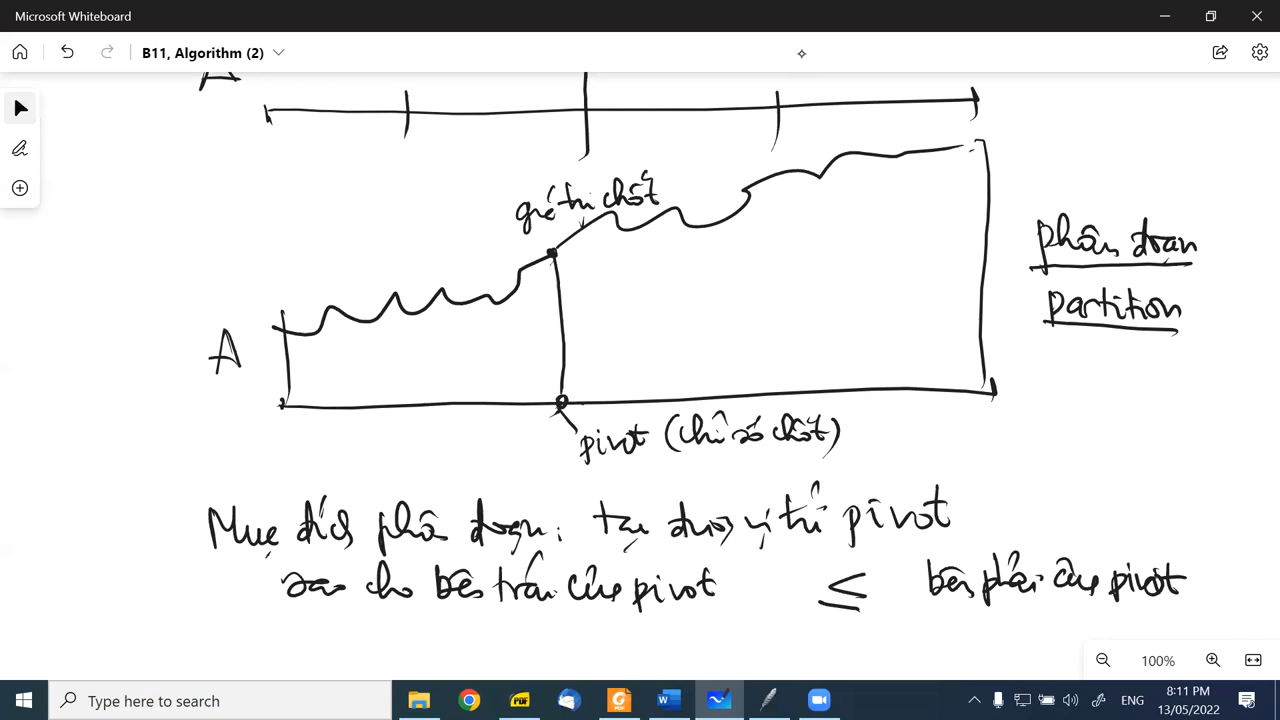 Microsoft Whiteboard
B11, Algorithm (2)
A
giá trị chốt
phân đoạn
partition
A
pivot (chỉ số chốt)
Mục đích phân đoạn: tạo được vị trí pivot
sao cho bên trái của pivot ≤ bên phải của pivot
100%
Type here to search
PDF
ENG
8:11 PM
13/05/2022